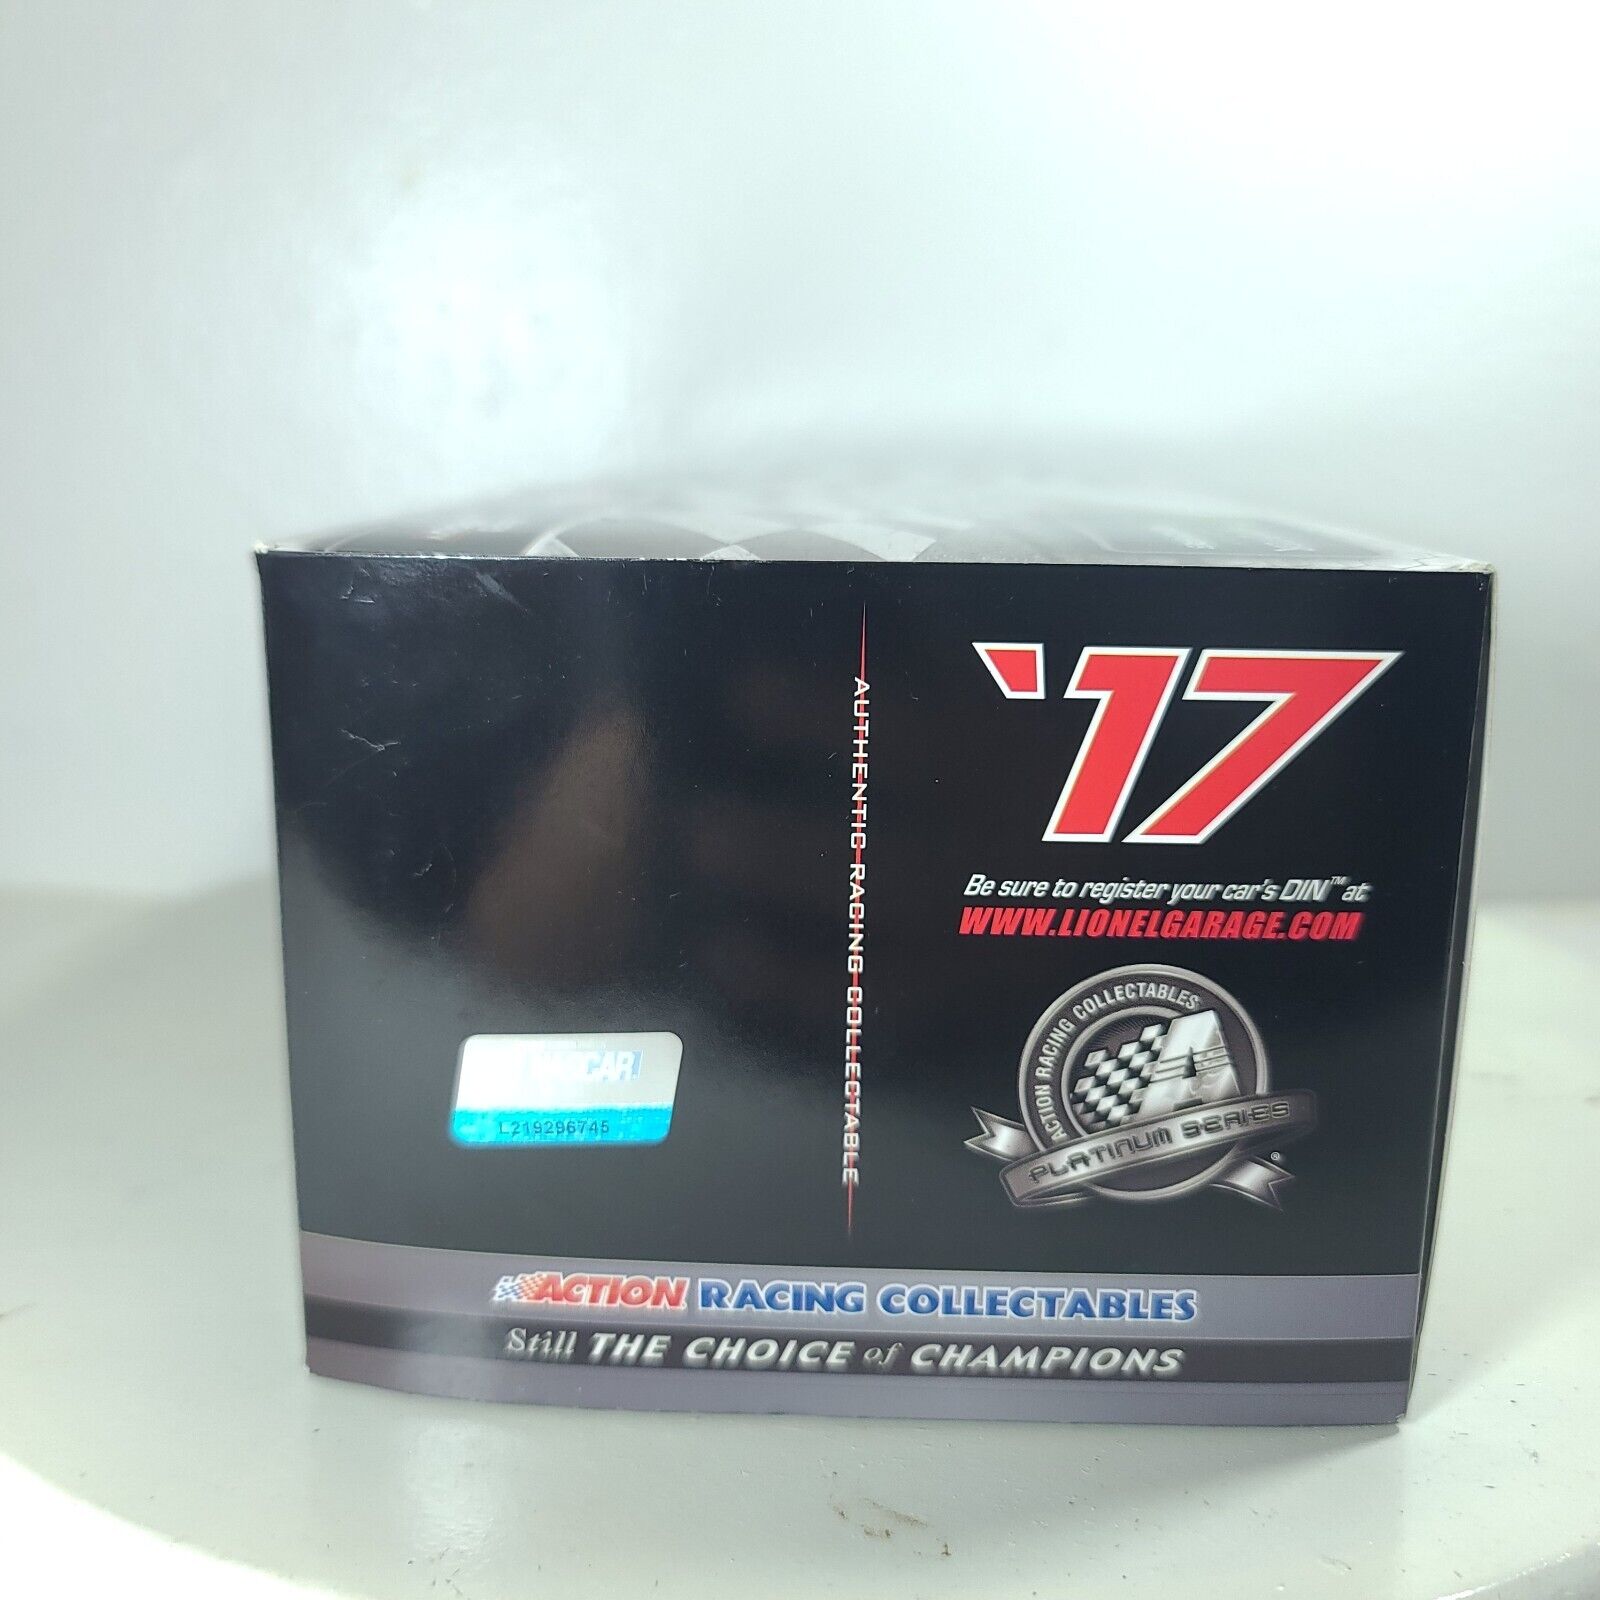 '17
Be sure to register your car's DIN™ at
WWW.LIONELGARAGE.COM
AUTHENTIC RACING COLLECTABLE
NASCAR
L219296745
ACTION RACING COLLECTABLES
A
PLATINUM SERIES
®
ACTION RACING COLLECTABLES
Still THE CHOICE of CHAMPIONS